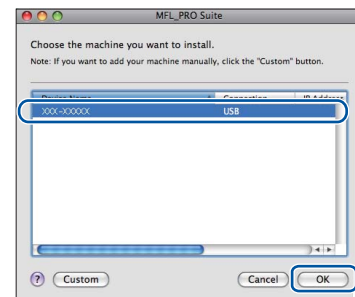 MFL_PRO Suite
Choose the machine you want to install.
Note: If you want to add your machine manually, click the "Custom" button.
Device Name Connection IP Address
XXX-XXXXX USB
? Custom Cancel OK